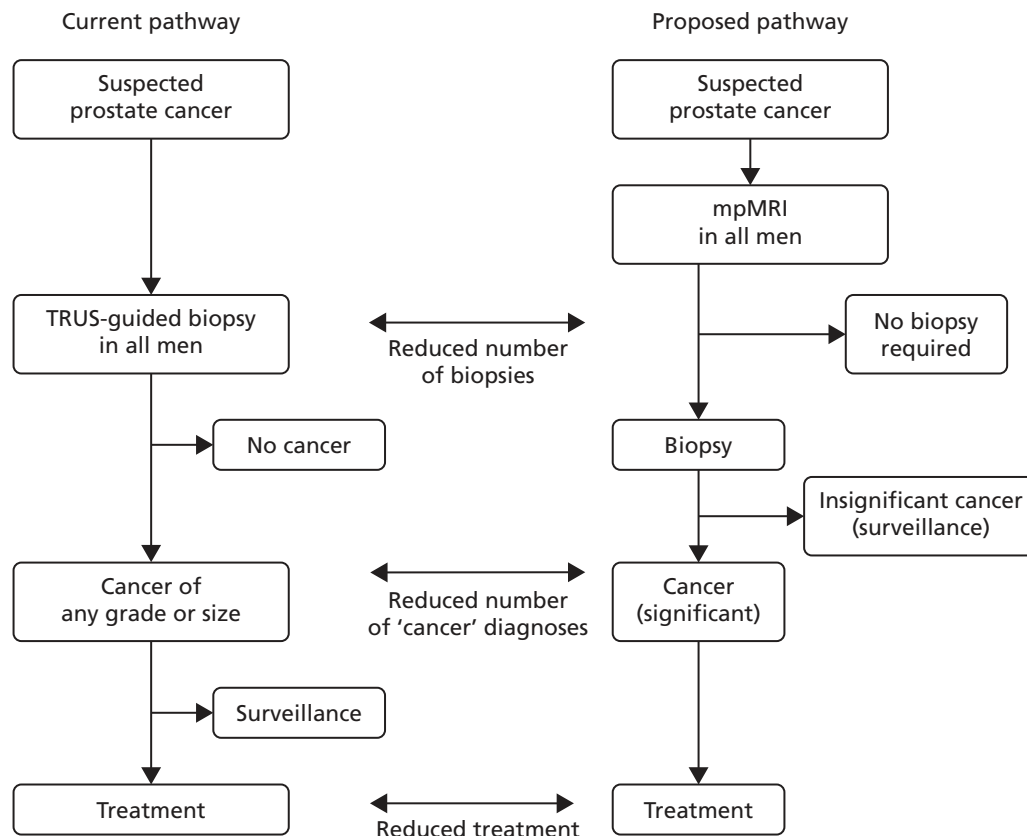 Current pathway
Proposed pathway
Suspected
prostate cancer
Suspected
prostate cancer
mpMRI
in all men
TRUS-guided biopsy
in all men
Reduced number
of biopsies
No biopsy
required
No cancer
Biopsy
Insignificant cancer
(surveillance)
Cancer of
any grade or size
Reduced number
of ‘cancer’ diagnoses
Cancer
(significant)
Surveillance
Treatment
Reduced treatment
Treatment